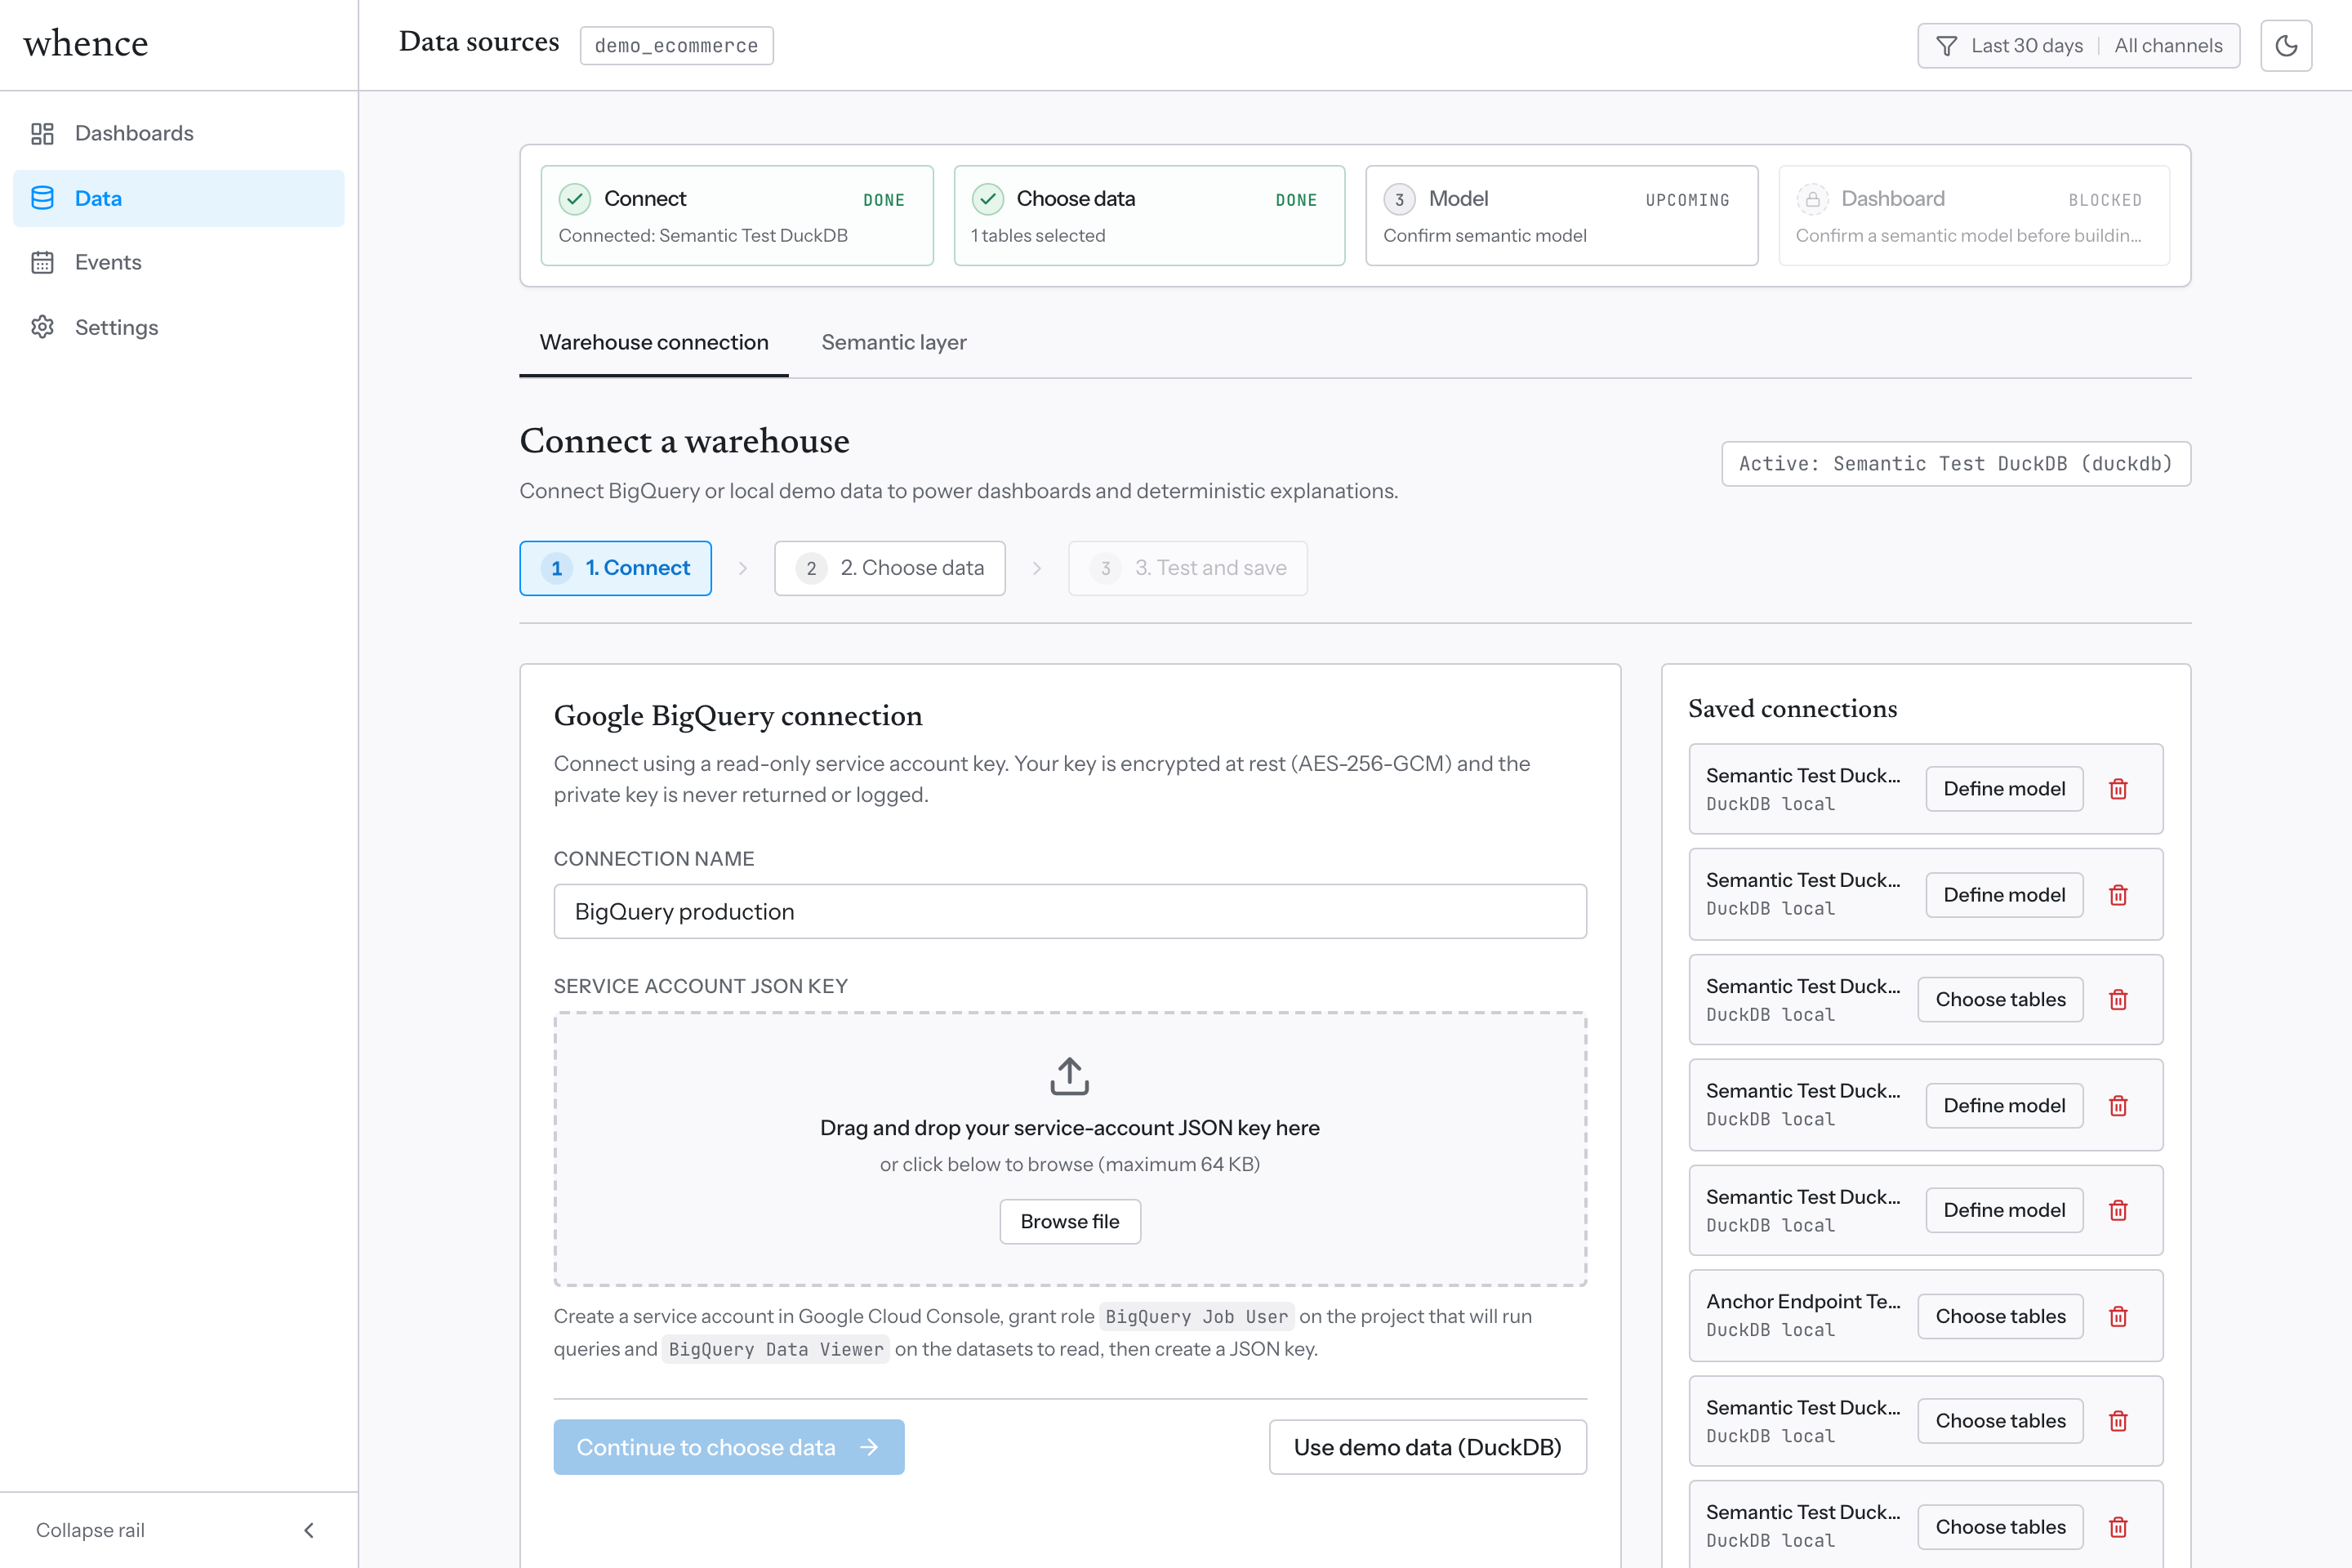 whence
Data sources
demo_ecommerce
Last 30 days
All channels
Dashboards
Data
Events
Settings
Collapse rail
Connect
DONE
Connected: Semantic Test DuckDB
Choose data
DONE
1 tables selected
3
Model
UPCOMING
Confirm semantic model
Dashboard
BLOCKED
Confirm a semantic model before buildin...
Warehouse connection
Semantic layer
Connect a warehouse
Connect BigQuery or local demo data to power dashboards and deterministic explanations.
Active: Semantic Test DuckDB (duckdb)
1 1. Connect
2 2. Choose data
3 3. Test and save
Google BigQuery connection
Connect using a read-only service account key. Your key is encrypted at rest (AES-256-GCM) and the
private key is never returned or logged.
CONNECTION NAME
BigQuery production
SERVICE ACCOUNT JSON KEY
Drag and drop your service-account JSON key here
or click below to browse (maximum 64 KB)
Browse file
Create a service account in Google Cloud Console, grant role BigQuery Job User on the project that will run
queries and BigQuery Data Viewer on the datasets to read, then create a JSON key.
Continue to choose data
Use demo data (DuckDB)
Saved connections
Semantic Test Duck...
DuckDB local
Define model
Semantic Test Duck...
DuckDB local
Define model
Semantic Test Duck...
DuckDB local
Choose tables
Semantic Test Duck...
DuckDB local
Define model
Semantic Test Duck...
DuckDB local
Define model
Anchor Endpoint Te...
DuckDB local
Choose tables
Semantic Test Duck...
DuckDB local
Choose tables
Semantic Test Duck...
DuckDB local
Choose tables